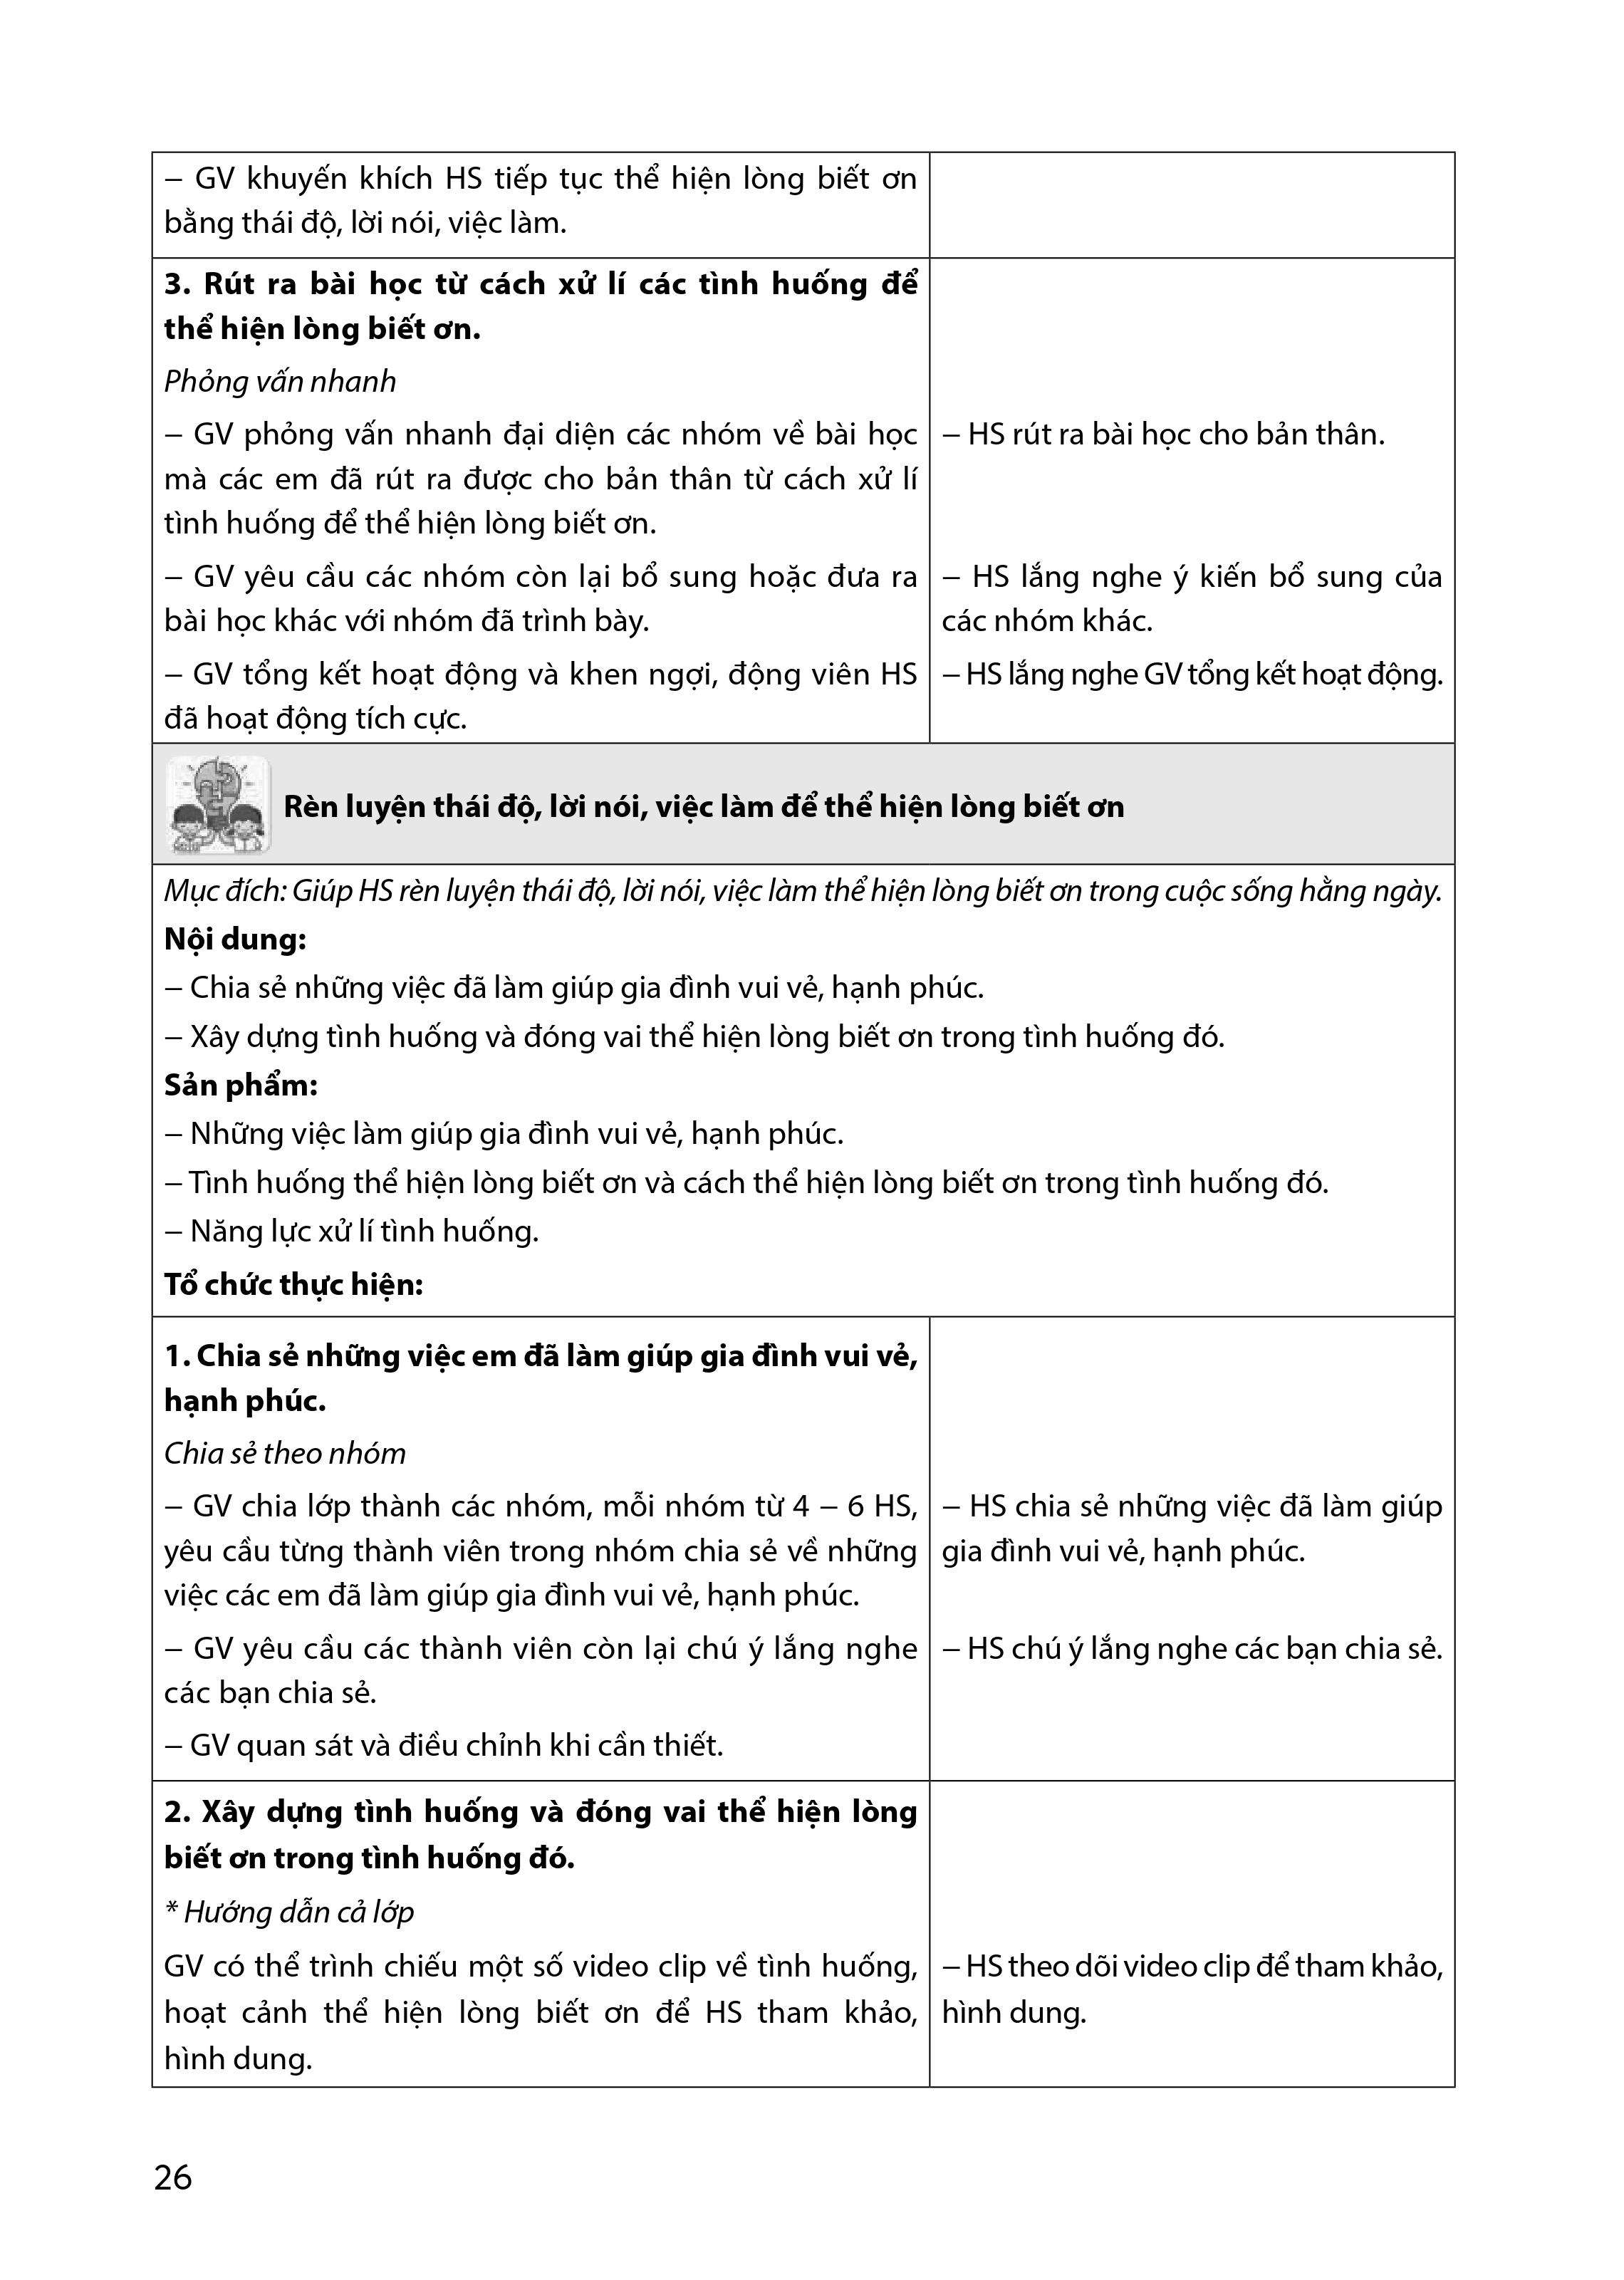 – GV khuyến khích HS tiếp tục thể hiện lòng biết ơn
bằng thái độ, lời nói, việc làm.
3. Rút ra bài học từ cách xử lí các tình huống để
thể hiện lòng biết ơn.
Phỏng vấn nhanh
– GV phỏng vấn nhanh đại diện các nhóm về bài học
mà các em đã rút ra được cho bản thân từ cách xử lí
tình huống để thể hiện lòng biết ơn.
– HS rút ra bài học cho bản thân.
– GV yêu cầu các nhóm còn lại bổ sung hoặc đưa ra
bài học khác với nhóm đã trình bày.
– HS lắng nghe ý kiến bổ sung của
các nhóm khác.
– GV tổng kết hoạt động và khen ngợi, động viên HS
đã hoạt động tích cực.
– HS lắng nghe GV tổng kết hoạt động.
Rèn luyện thái độ, lời nói, việc làm để thể hiện lòng biết ơn
Mục đích: Giúp HS rèn luyện thái độ, lời nói, việc làm thể hiện lòng biết ơn trong cuộc sống hằng ngày.
Nội dung:
– Chia sẻ những việc đã làm giúp gia đình vui vẻ, hạnh phúc.
– Xây dựng tình huống và đóng vai thể hiện lòng biết ơn trong tình huống đó.
Sản phẩm:
– Những việc làm giúp gia đình vui vẻ, hạnh phúc.
– Tình huống thể hiện lòng biết ơn và cách thể hiện lòng biết ơn trong tình huống đó.
– Năng lực xử lí tình huống.
Tổ chức thực hiện:
1. Chia sẻ những việc em đã làm giúp gia đình vui vẻ,
hạnh phúc.
Chia sẻ theo nhóm
– GV chia lớp thành các nhóm, mỗi nhóm từ 4 – 6 HS,
yêu cầu từng thành viên trong nhóm chia sẻ về những
việc các em đã làm giúp gia đình vui vẻ, hạnh phúc.
– HS chia sẻ những việc đã làm giúp
gia đình vui vẻ, hạnh phúc.
– GV yêu cầu các thành viên còn lại chú ý lắng nghe
các bạn chia sẻ.
– HS chú ý lắng nghe các bạn chia sẻ.
– GV quan sát và điều chỉnh khi cần thiết.
2. Xây dựng tình huống và đóng vai thể hiện lòng
biết ơn trong tình huống đó.
* Hướng dẫn cả lớp
GV có thể trình chiếu một số video clip về tình huống,
hoạt cảnh thể hiện lòng biết ơn để HS tham khảo,
hình dung.
– HS theo dõi video clip để tham khảo,
hình dung.
26